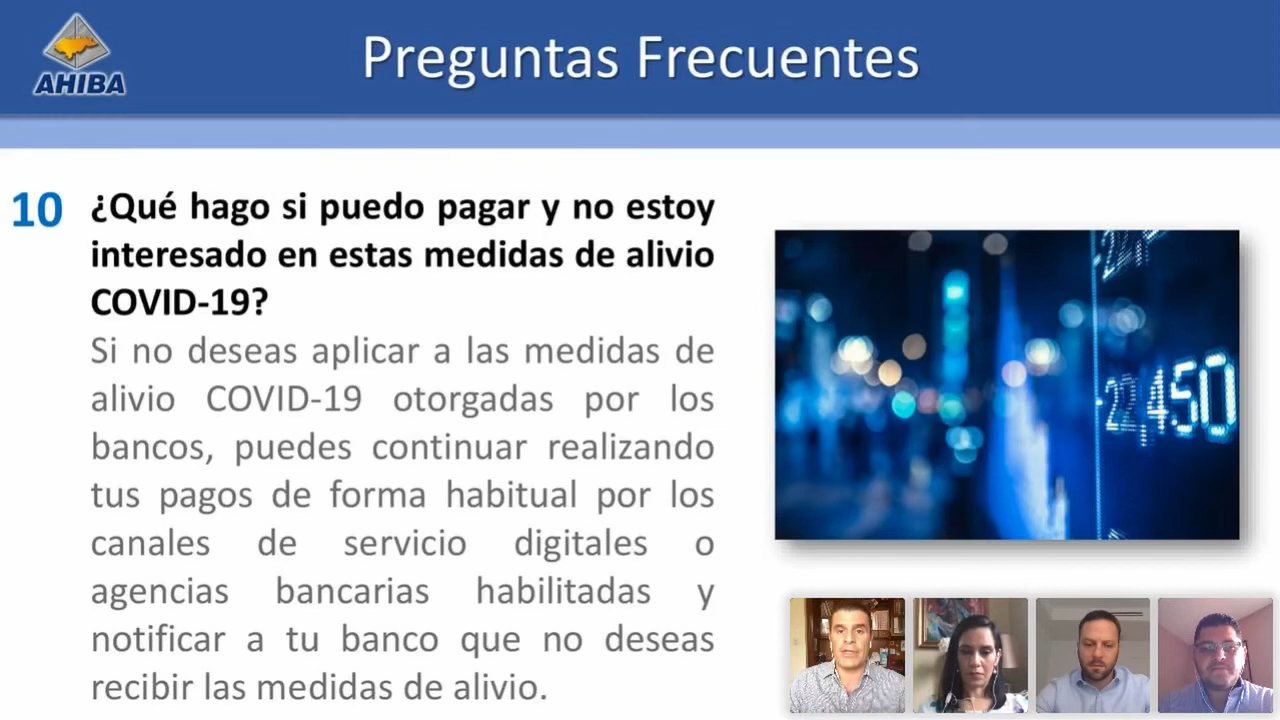 AHIBA
Preguntas Frecuentes
10
¿Qué hago si puedo pagar y no estoy
interesado en estas medidas de alivio
COVID-19?
Si no deseas aplicar a las medidas de
alivio COVID-19 otorgadas por los
bancos, puedes continuar realizando
tus pagos de forma habitual por los
canales de servicio digitales o
agencias bancarias habilitadas y
notificar a tu banco que no deseas
recibir las medidas de alivio.